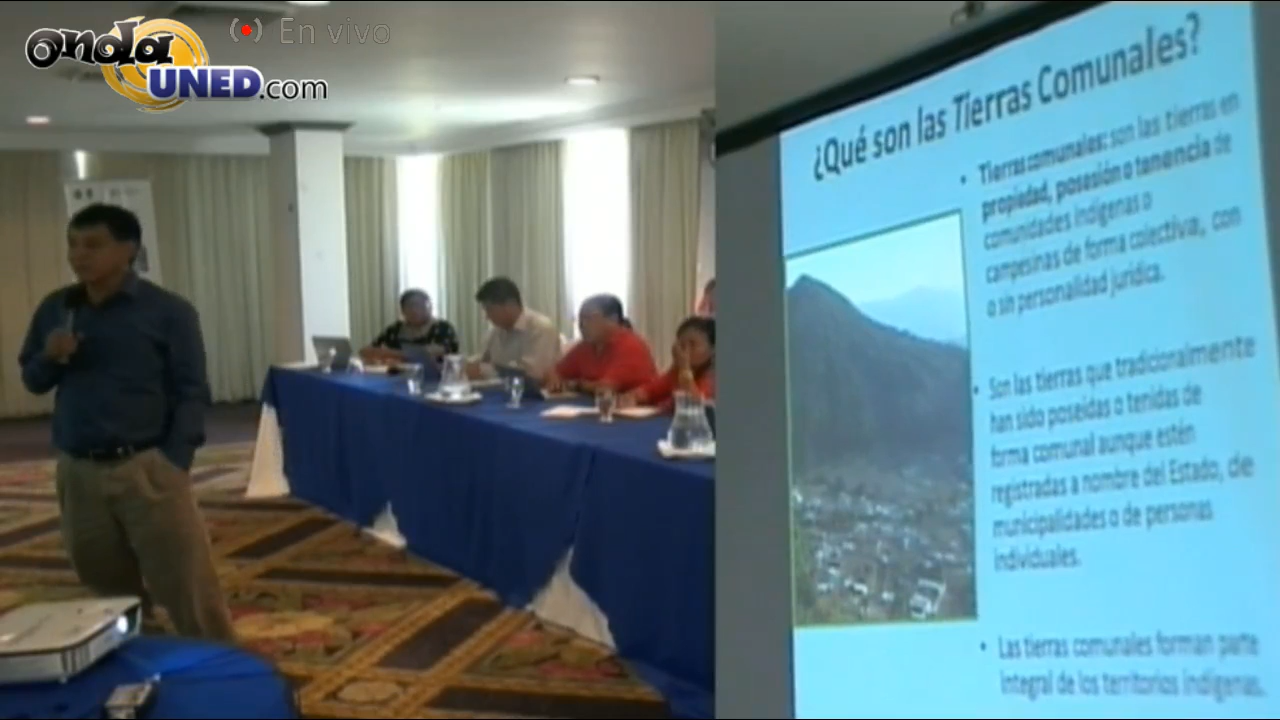 onda
UNED.com
En vivo
¿Qué son las Tierras Comunales?
• Tierras comunales: son las tierras en
propiedad, posesión o tenencia de
comunidades indígenas o
campesinas de forma colectiva, con
o sin personalidad jurídica.
• Son las tierras que tradicionalmente
han sido poseidas o tenidas de
forma comunal aunque estén
registradas a nombre del Estado, de
municipalidades o de personas
individuales.
• Las tierras comunales forman parte
integral de los territorios indígenas.